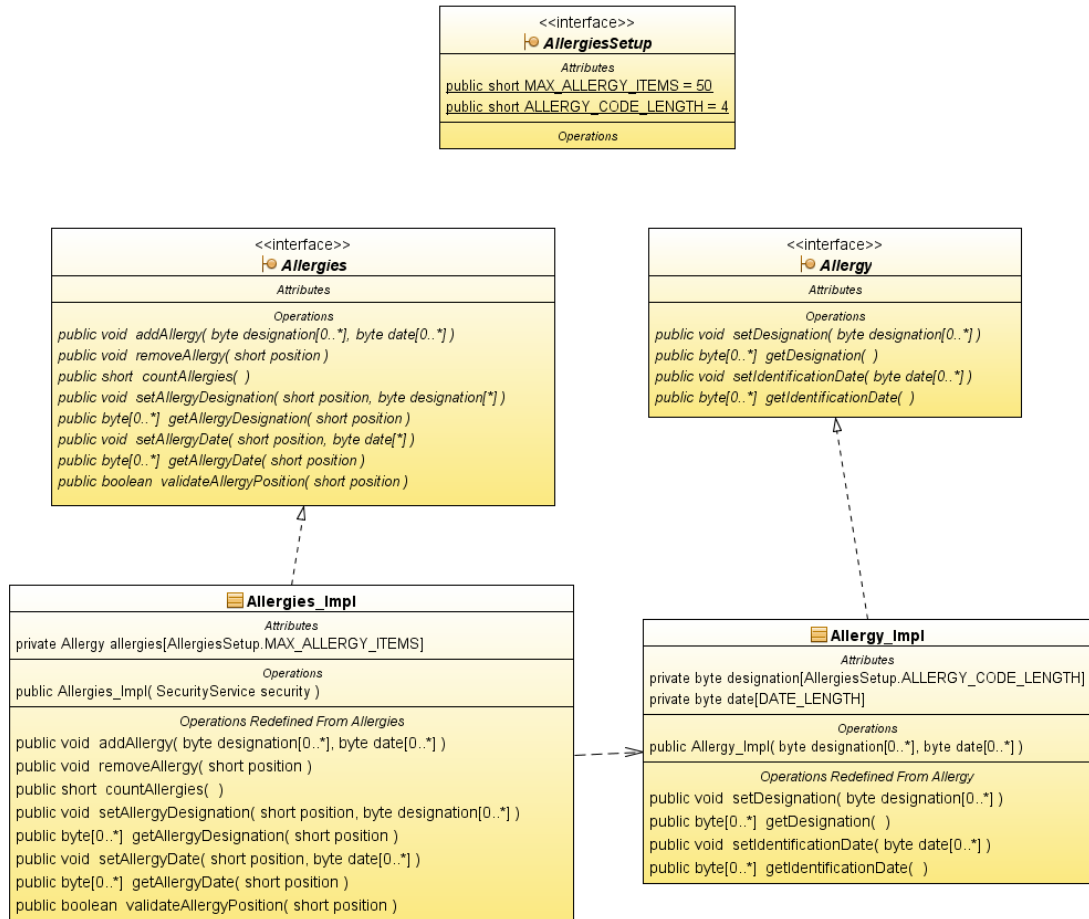 <<interface>>
AllergiesSetup
Attributes
public short MAX_ALLERGY_ITEMS = 50
public short ALLERGY_CODE_LENGTH = 4
Operations
<<interface>>
Allergies
Attributes
Operations
public void addAllergy( byte designation[0..*], byte date[0..*] )
public void removeAllergy( short position )
public short countAllergies( )
public void setAllergyDesignation( short position, byte designation[*] )
public byte[0..*] getAllergyDesignation( short position )
public void setAllergyDate( short position, byte date[*] )
public byte[0..*] getAllergyDate( short position )
public boolean validateAllergyPosition( short position )
<<interface>>
Allergy
Attributes
Operations
public void setDesignation( byte designation[0..*] )
public byte[0..*] getDesignation( )
public void setIdentificationDate( byte date[0..*] )
public byte[0..*] getIdentificationDate( )
Allergies_Impl
Attributes
private Allergy allergies[AllergiesSetup.MAX_ALLERGY_ITEMS]
Operations
public Allergies_Impl( SecurityService security )
Operations Redefined From Allergies
public void addAllergy( byte designation[0..*], byte date[0..*] )
public void removeAllergy( short position )
public short countAllergies( )
public void setAllergyDesignation( short position, byte designation[0..*] )
public byte[0..*] getAllergyDesignation( short position )
public void setAllergyDate( short position, byte date[0..*] )
public byte[0..*] getAllergyDate( short position )
public boolean validateAllergyPosition( short position )
Allergy_Impl
Attributes
private byte designation[AllergiesSetup.ALLERGY_CODE_LENGTH]
private byte date[DATE_LENGTH]
Operations
public Allergy_Impl( byte designation[0..*], byte date[0..*] )
Operations Redefined From Allergy
public void setDesignation( byte designation[0..*] )
public byte[0..*] getDesignation( )
public void setIdentificationDate( byte date[0..*] )
public byte[0..*] getIdentificationDate( )